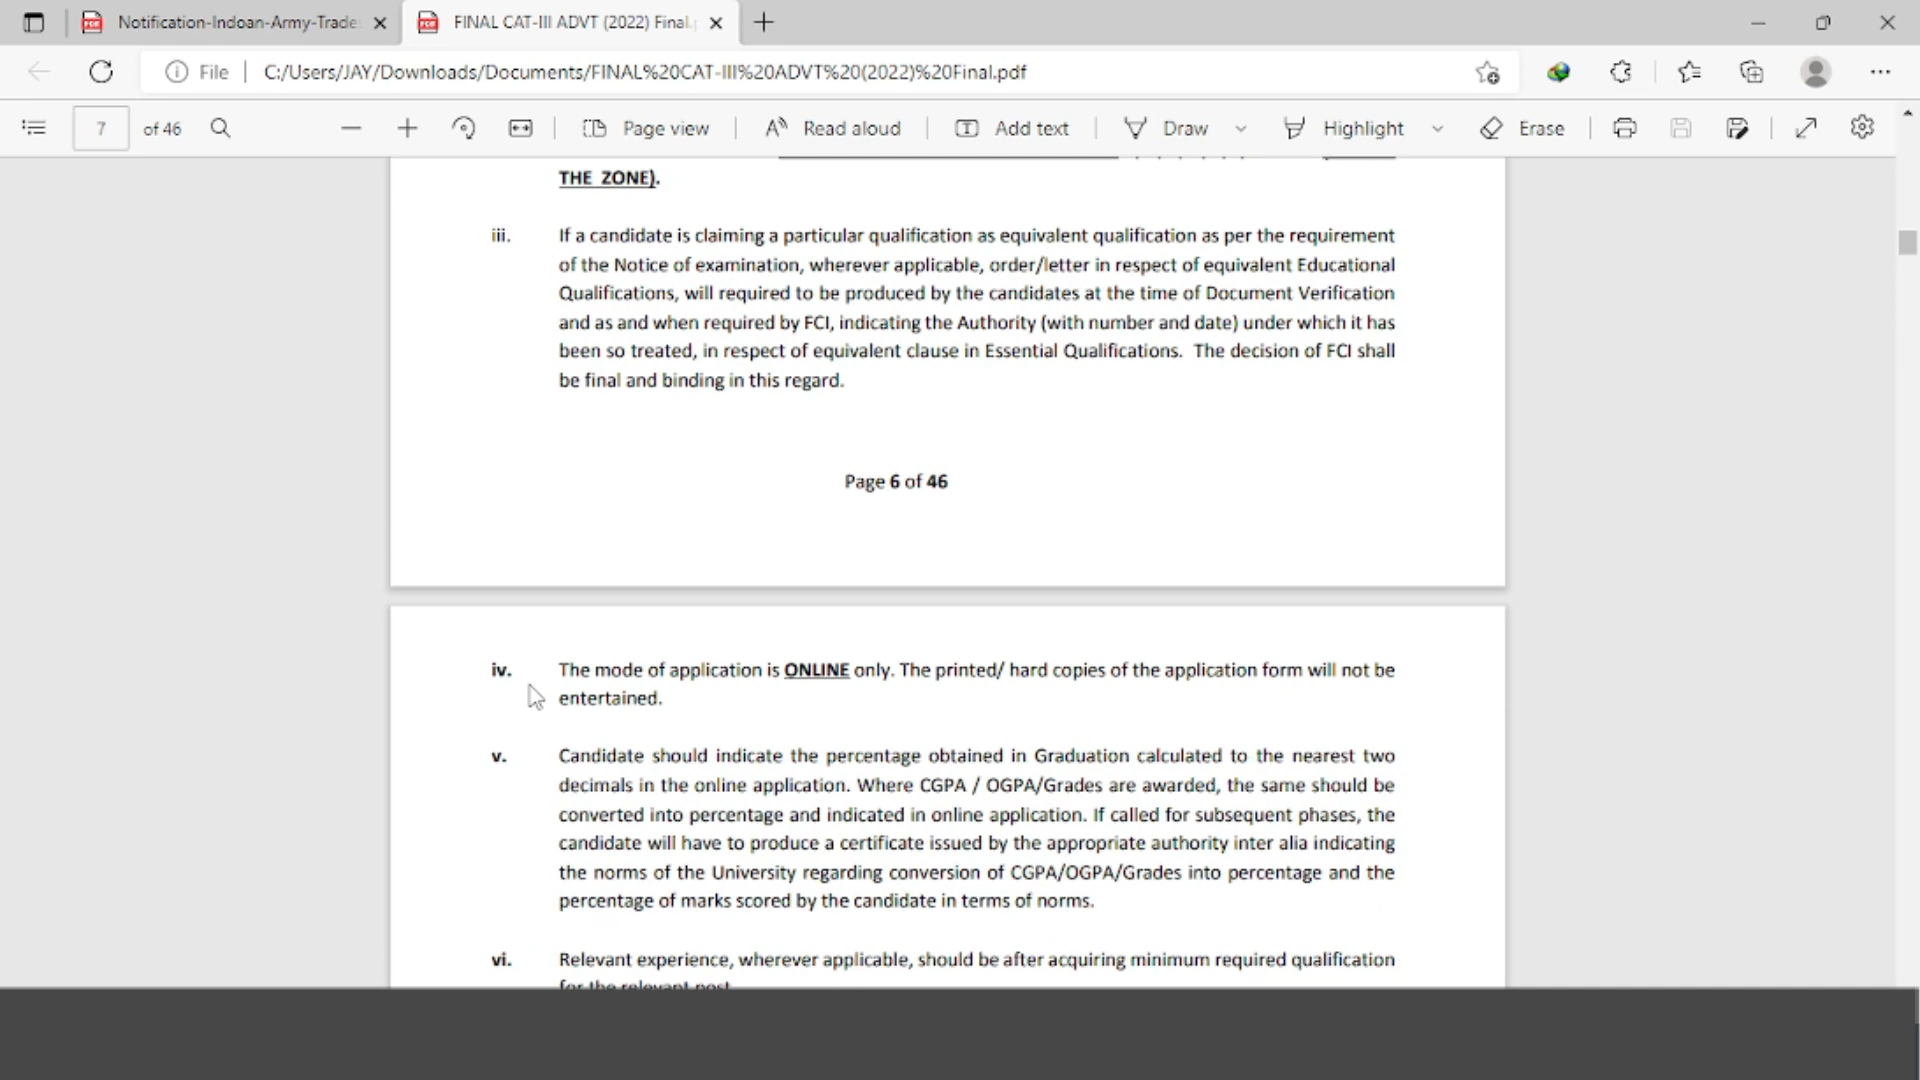 Notification-Indoan-Army-Trade
FINAL CAT-III ADVT (2022) Final.
File
C:/Users/JAY/Downloads/Documents/FINAL%20CAT-III%20ADVT%20(2022)%20Final.pdf
7 of 46
Page view
Read aloud
Add text
Draw
Highlight
Erase
THE ZONE).
iii. If a candidate is claiming a particular qualification as equivalent qualification as per the requirement
of the Notice of examination, wherever applicable, order/letter in respect of equivalent Educational
Qualifications, will required to be produced by the candidates at the time of Document Verification
and as and when required by FCI, indicating the Authority (with number and date) under which it has
been so treated, in respect of equivalent clause in Essential Qualifications. The decision of FCI shall
be final and binding in this regard.
Page 6 of 46
iv. The mode of application is ONLINE only. The printed/ hard copies of the application form will not be
entertained.
v. Candidate should indicate the percentage obtained in Graduation calculated to the nearest two
decimals in the online application. Where CGPA / OGPA/Grades are awarded, the same should be
converted into percentage and indicated in online application. If called for subsequent phases, the
candidate will have to produce a certificate issued by the appropriate authority inter alia indicating
the norms of the University regarding conversion of CGPA/OGPA/Grades into percentage and the
percentage of marks scored by the candidate in terms of norms.
vi. Relevant experience, wherever applicable, should be after acquiring minimum required qualification
for the relevant post